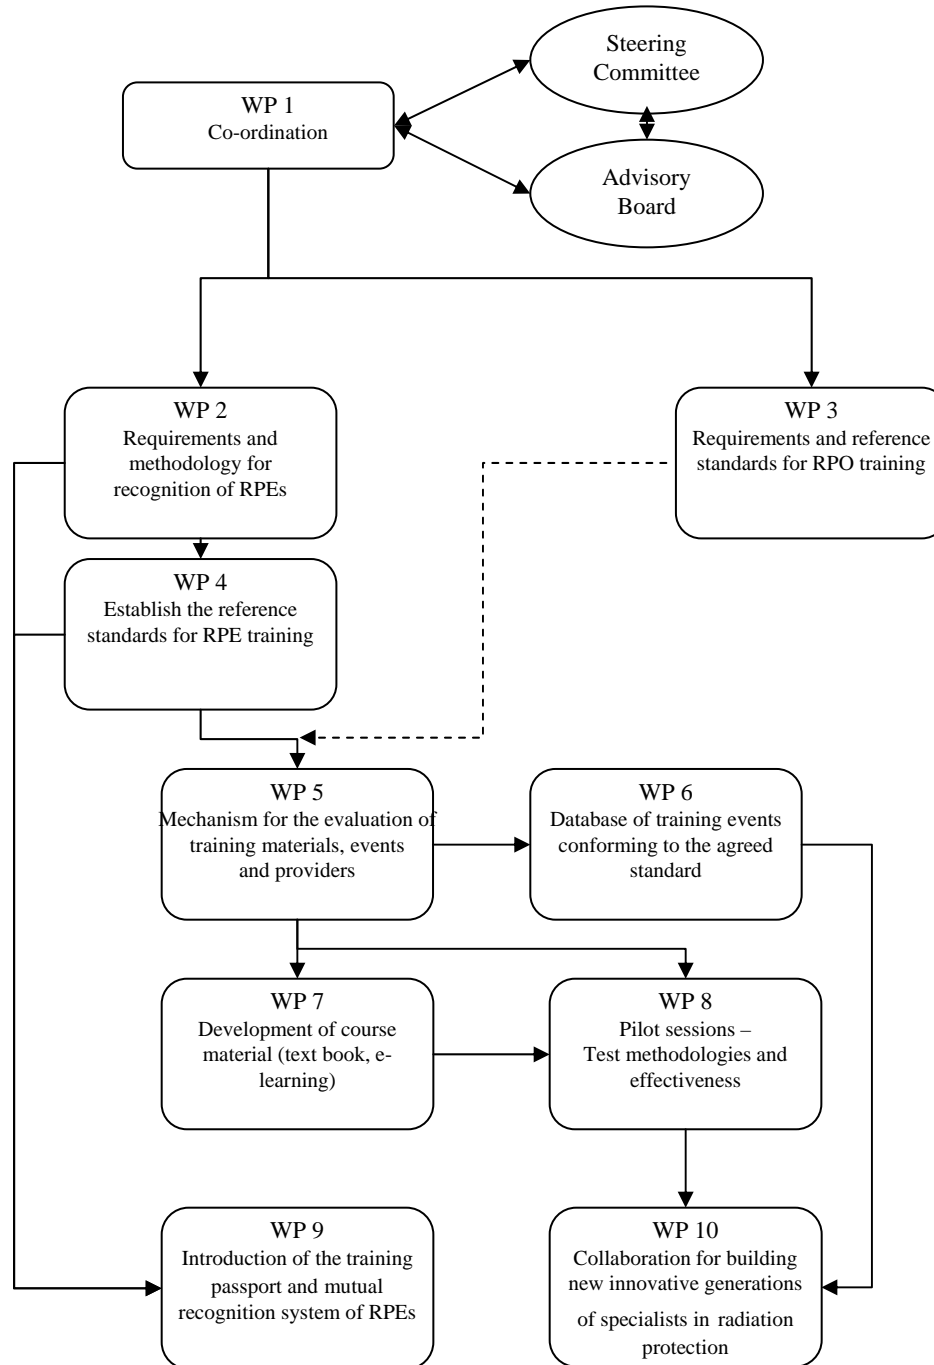 Steering
Committee
WP 1
Co-ordination
Advisory
Board
WP 2
Requirements and
methodology for
recognition of RPEs
WP 3
Requirements and reference
standards for RPO training
WP 4
Establish the reference
standards for RPE training
WP 5
Mechanism for the evaluation of
training materials, events
and providers
WP 6
Database of training events
conforming to the agreed
standard
WP 7
Development of course
material (text book, e-
learning)
WP 8
Pilot sessions –
Test methodologies and
effectiveness
WP 9
Introduction of the training
passport and mutual
recognition system of RPEs
WP 10
Collaboration for building
new innovative generations
of specialists in radiation
protection